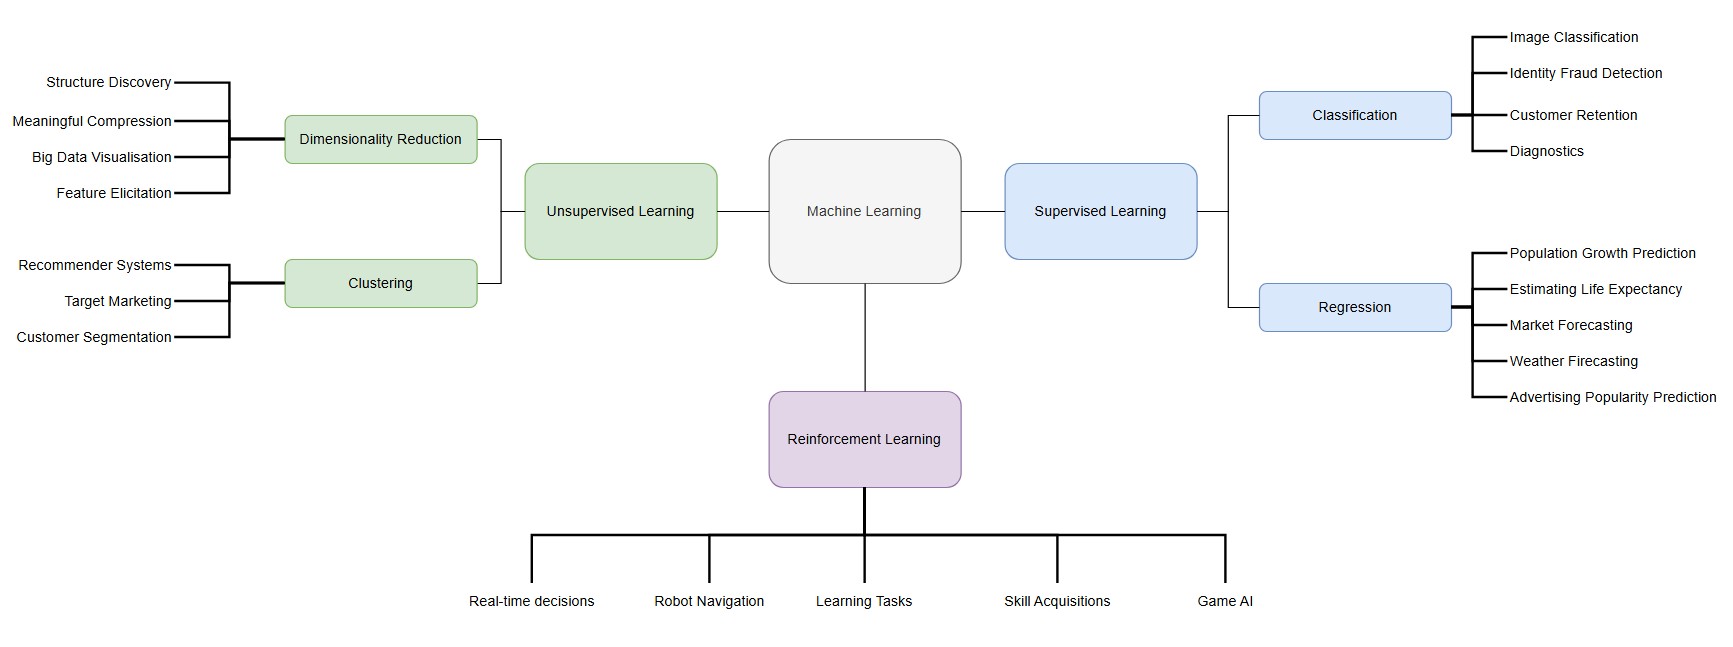 Structure Discovery
Meaningful Compression
Big Data Visualisation
Feature Elicitation
Dimensionality Reduction
Recommender Systems
Target Marketing
Customer Segmentation
Clustering
Unsupervised Learning
Machine Learning
Supervised Learning
Classification
Image Classification
Identity Fraud Detection
Customer Retention
Diagnostics
Regression
Population Growth Prediction
Estimating Life Expectancy
Market Forecasting
Weather Firecasting
Advertising Popularity Prediction
Reinforcement Learning
Real-time decisions
Robot Navigation
Learning Tasks
Skill Acquisitions
Game AI